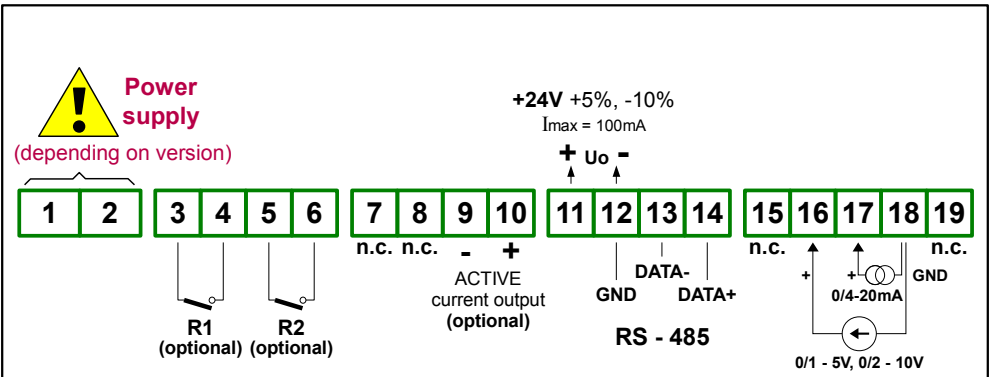 Power
supply
(depending on version)
+24V +5%, -10%
Imax = 100mA
+ Uo -
1 2 3 4 5 6 7 8 9 10 11 12 13 14 15 16 17 18 19
n.c. n.c. - +
ACTIVE
current output
(optional)
R1
(optional)
R2
(optional)
GND
DATA-
DATA+
RS - 485
n.c.
n.c.
+
+
GND
0/4-20mA
0/1 - 5V, 0/2 - 10V